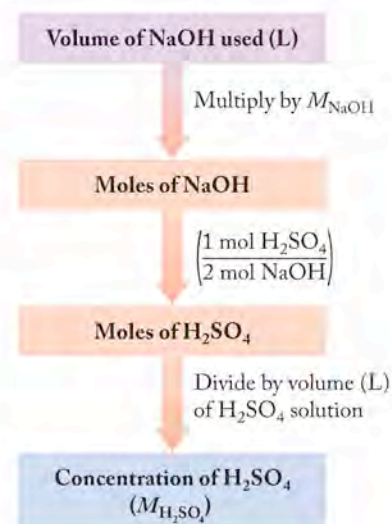 Volume of NaOH used (L)
Multiply by M_NaOH
Moles of NaOH
(1 mol H₂SO₄ / 2 mol NaOH)
Moles of H₂SO₄
Divide by volume (L)
of H₂SO₄ solution
Concentration of H₂SO₄
(M_H₂SO₄)